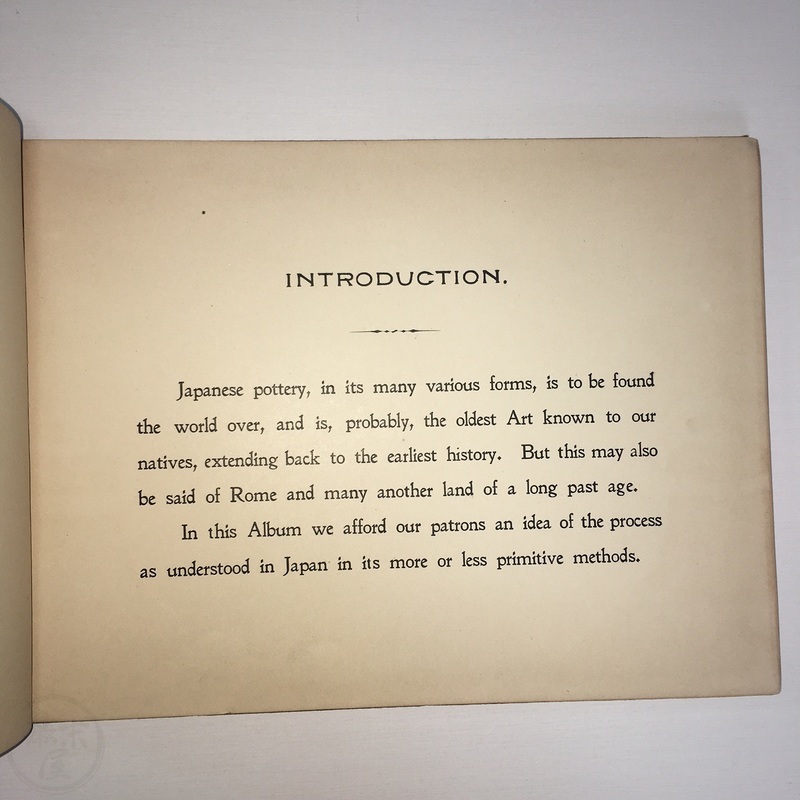 INTRODUCTION.
Japanese pottery, in its many various forms, is to be found
the world over, and is, probably, the oldest Art known to our
natives, extending back to the earliest history. But this may also
be said of Rome and many another land of a long past age.
In this Album we afford our patrons an idea of the process
as understood in Japan in its more or less primitive methods.